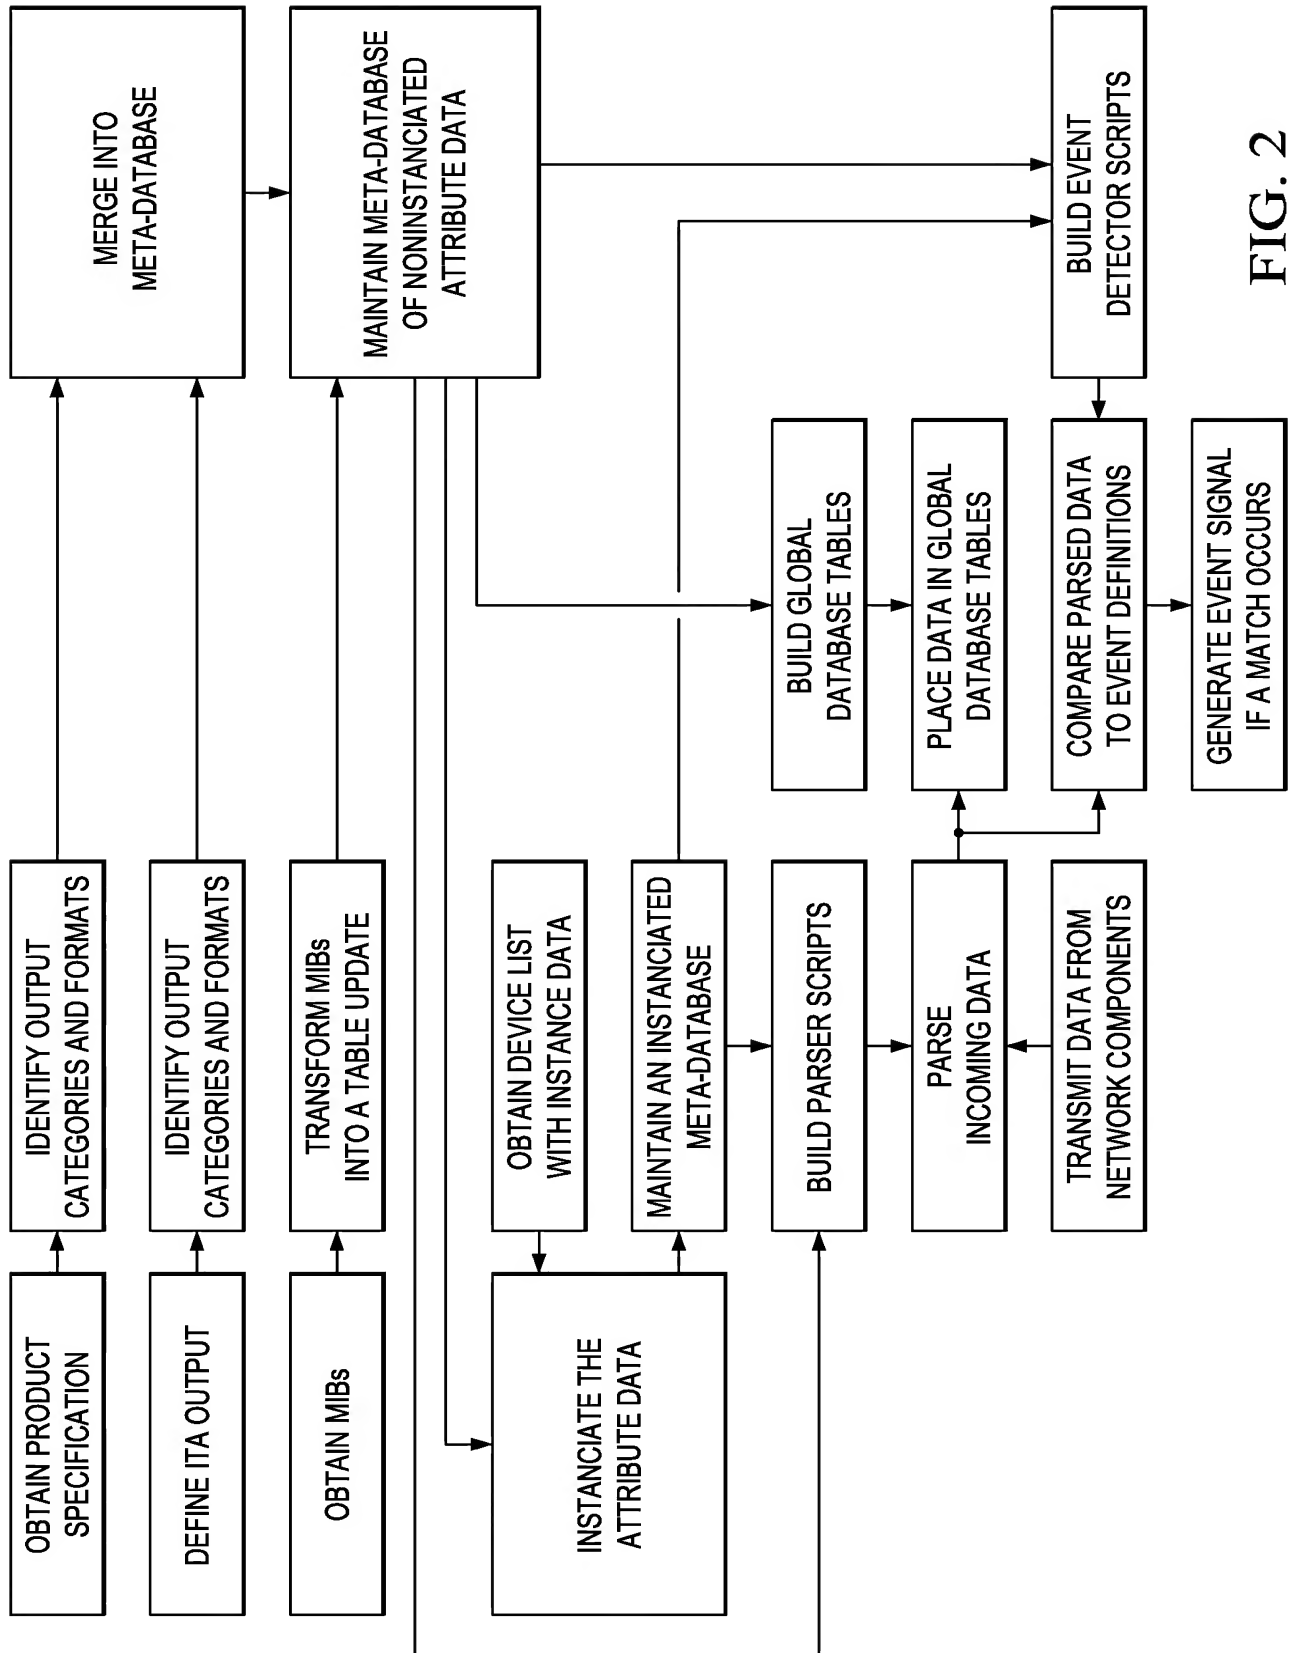 OBTAIN PRODUCT
SPECIFICATION
IDENTIFY OUTPUT
CATEGORIES AND FORMATS
MERGE INTO
META-DATABASE
DEFINE ITA OUTPUT
IDENTIFY OUTPUT
CATEGORIES AND FORMATS
OBTAIN MIBs
TRANSFORM MIBs
INTO A TABLE UPDATE
MAINTAIN META-DATABASE
OF NONINSTANCIATED
ATTRIBUTE DATA
INSTANCIATE THE
ATTRIBUTE DATA
OBTAIN DEVICE LIST
WITH INSTANCE DATA
MAINTAIN AN INSTANCIATED
META-DATABASE
BUILD PARSER SCRIPTS
BUILD GLOBAL
DATABASE TABLES
PARSE
INCOMING DATA
PLACE DATA IN GLOBAL
DATABASE TABLES
TRANSMIT DATA FROM
NETWORK COMPONENTS
COMPARE PARSED DATA
TO EVENT DEFINITIONS
BUILD EVENT
DETECTOR SCRIPTS
GENERATE EVENT SIGNAL
IF A MATCH OCCURS
FIG. 2